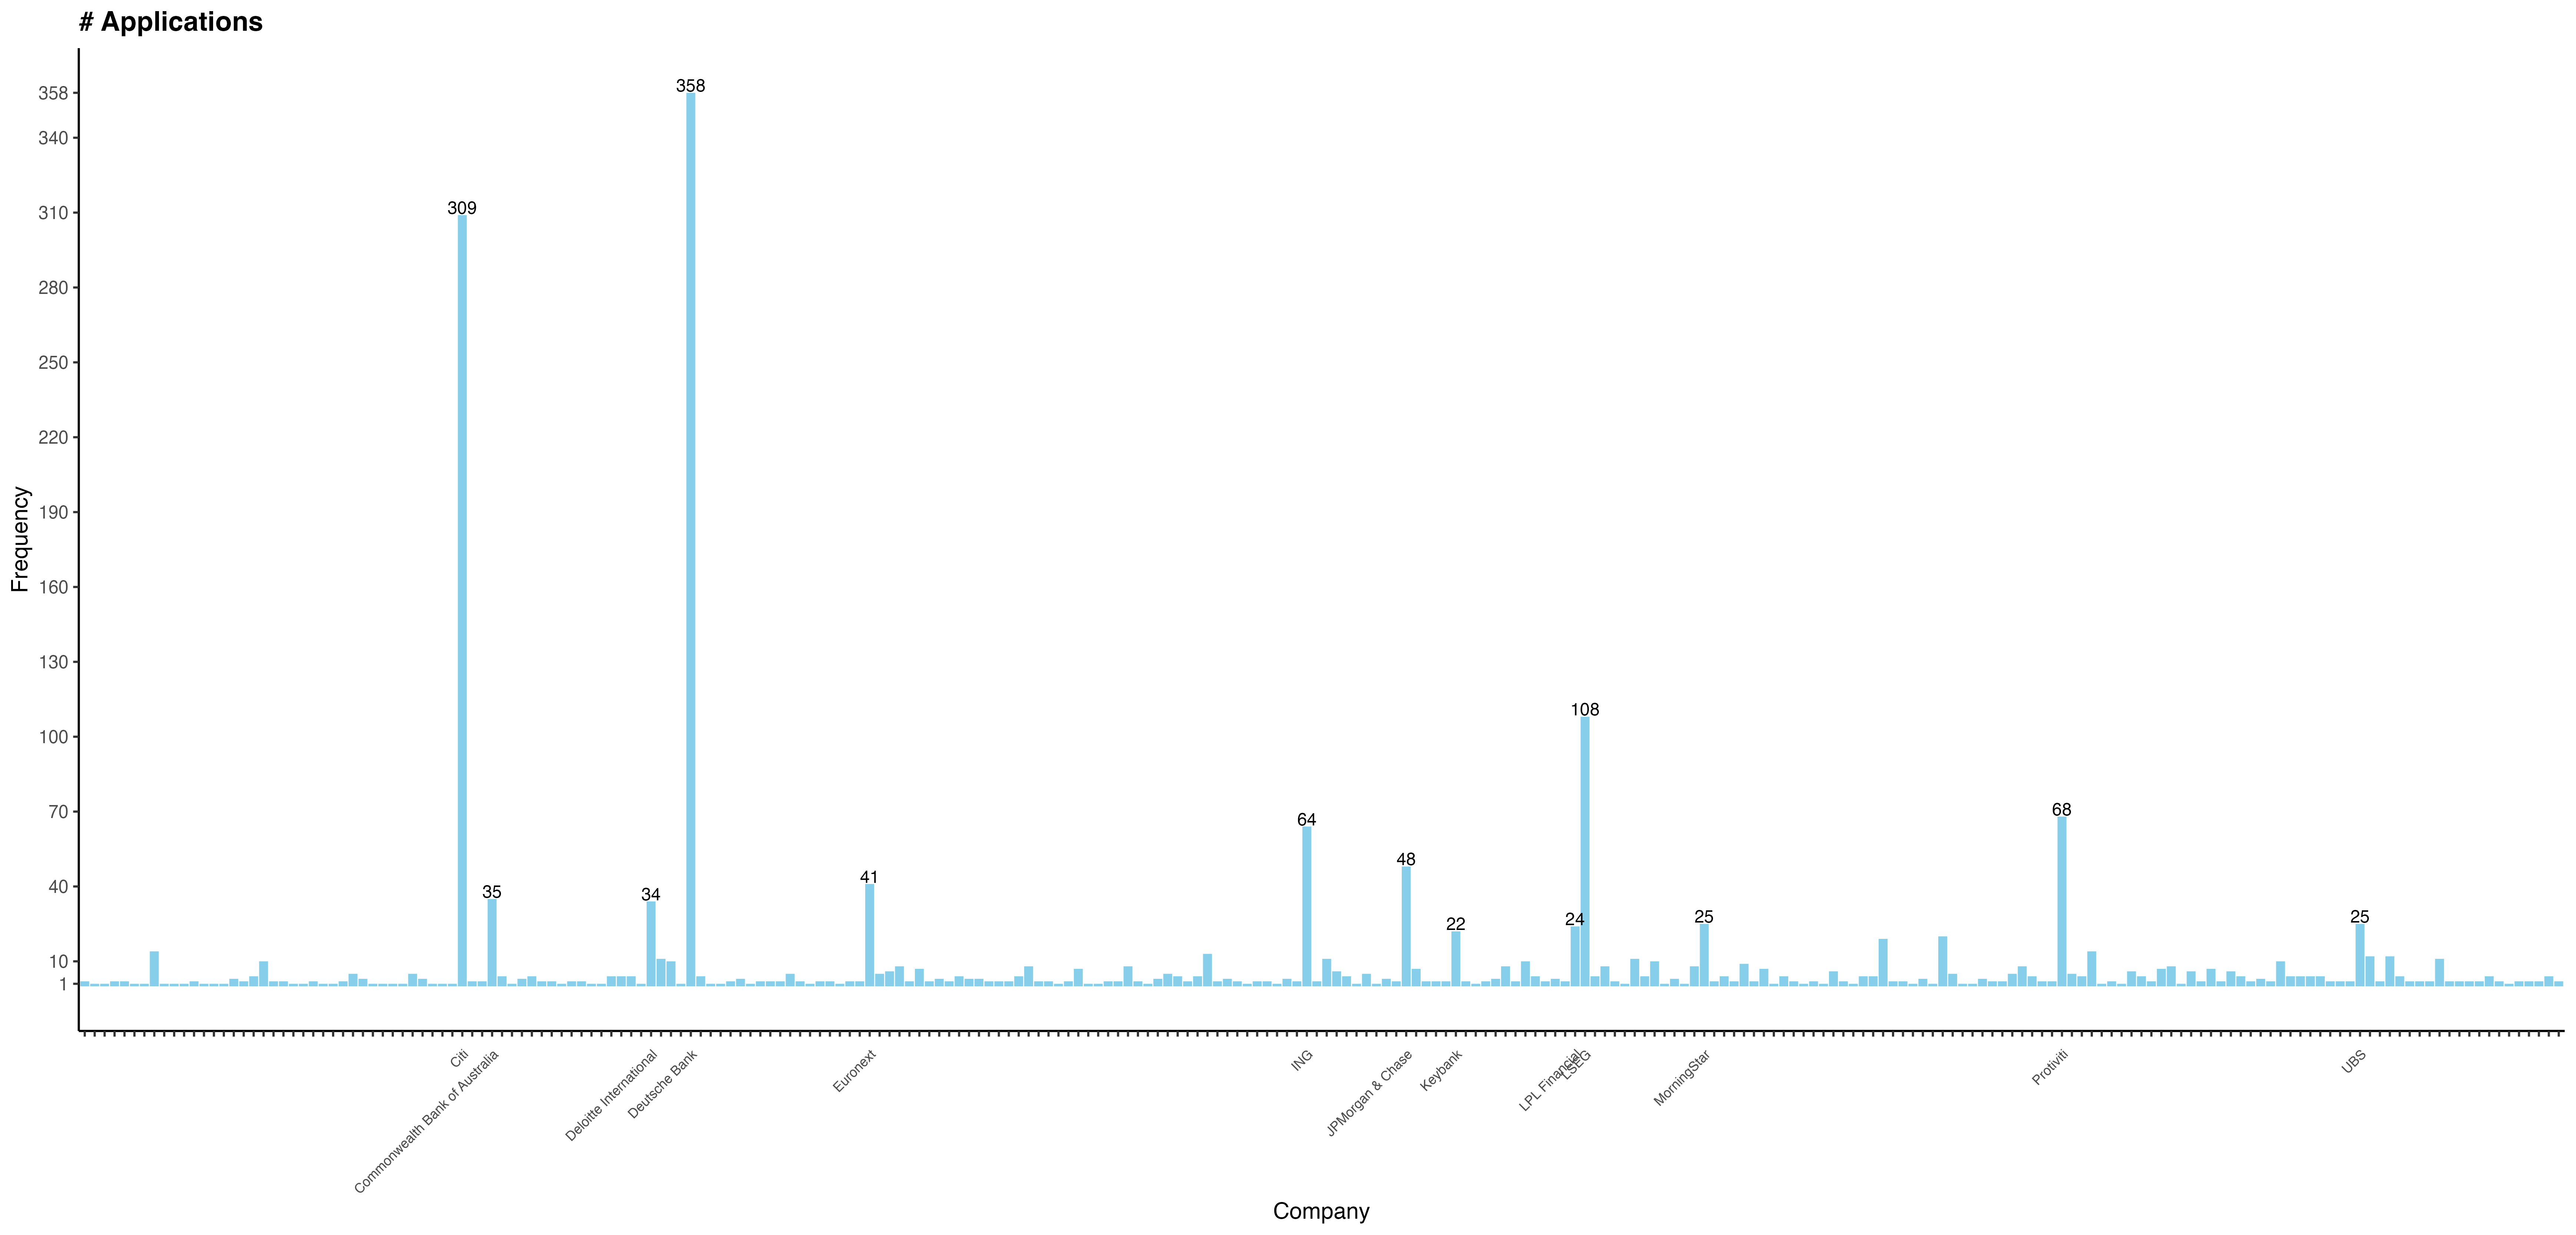 # Applications
358
340
310
280
250
220
190
160
130
100
70
40
10
1
Frequency
309
35
34
358
41
64
48
22
24
108
25
68
25
Citi
Commonwealth Bank of Australia
Deloitte International
Deutsche Bank
Euronext
ING
JPMorgan & Chase
Keybank
LPL Financial
LSEG
MorningStar
Protiviti
UBS
Company